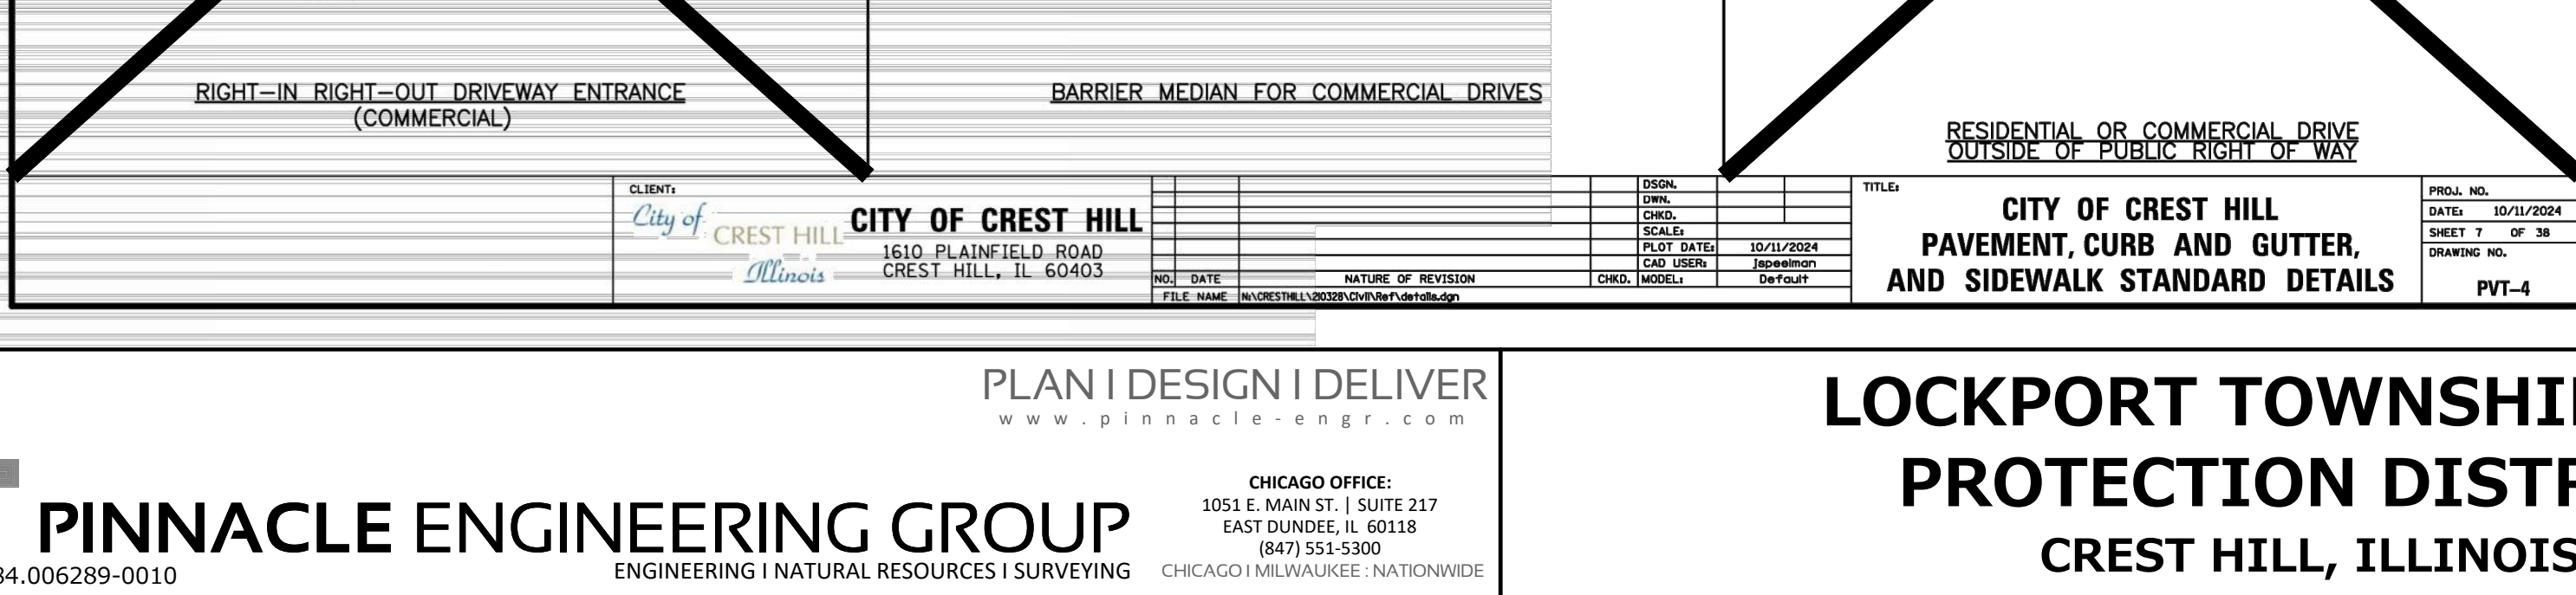 RIGHT-IN RIGHT-OUT DRIVEWAY ENTRANCE
(COMMERCIAL)
BARRIER MEDIAN FOR COMMERCIAL DRIVES
RESIDENTIAL OR COMMERCIAL DRIVE
OUTSIDE OF PUBLIC RIGHT OF WAY
CLIENT:
City of
CREST HILL
Illinois
CITY OF CREST HILL
1610 PLAINFIELD ROAD
CREST HILL, IL 60403
NO. DATE NATURE OF REVISION CHKD.
FILE NAME N:\CRESTHILL\210328\Civil\Ref\details.dgn
DSGN.
DWN.
CHKD.
SCALE:
PLOT DATE: 10/11/2024
CAD USER: jspeelman
MODEL: Default
TITLE:
CITY OF CREST HILL
PAVEMENT, CURB AND GUTTER,
AND SIDEWALK STANDARD DETAILS
PROJ. NO.
DATE: 10/11/2024
SHEET 7 OF 38
DRAWING NO.
PVT-4
PLAN I DESIGN I DELIVER
www.pinnacle-engr.com
PINNACLE ENGINEERING GROUP
ENGINEERING I NATURAL RESOURCES I SURVEYING
34.006289-0010
CHICAGO OFFICE:
1051 E. MAIN ST. | SUITE 217
EAST DUNDEE, IL 60118
(847) 551-5300
CHICAGO I MILWAUKEE : NATIONWIDE
LOCKPORT TOWNSHI
PROTECTION DIST
CREST HILL, ILLINOIS